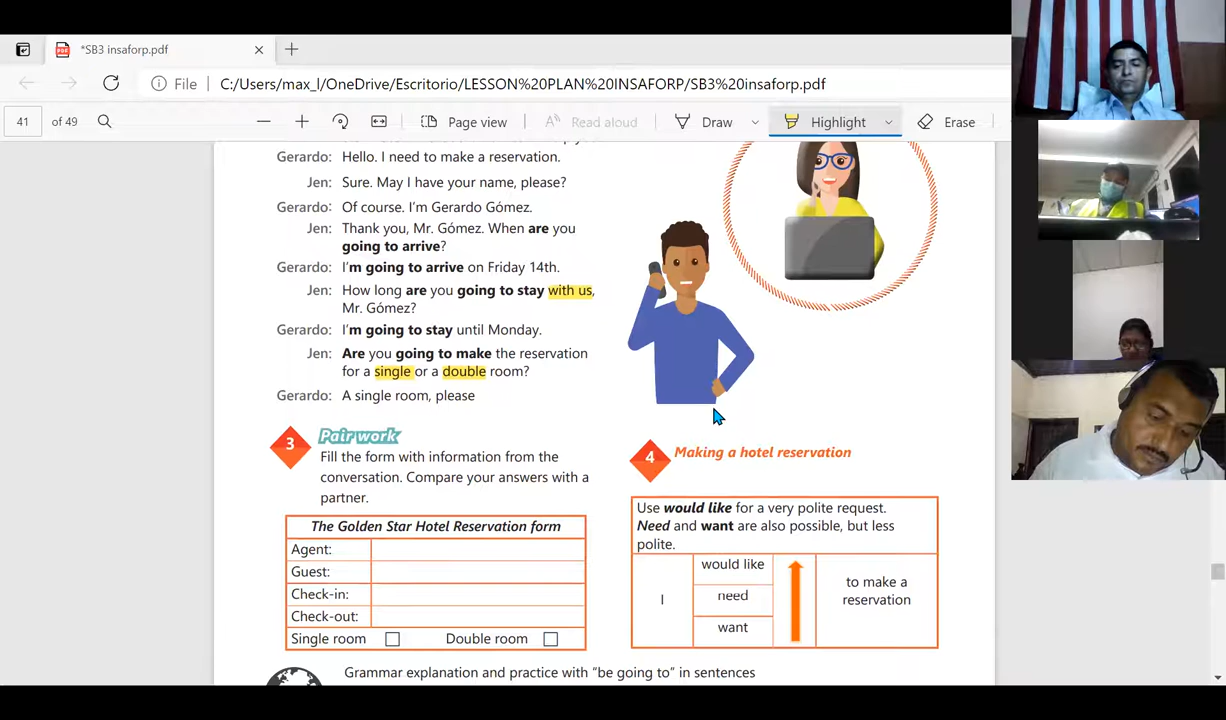 *SB3 insaforp.pdf
File C:/Users/max_l/OneDrive/Escritorio/LESSON%20PLAN%20INSAFORP/SB3%20insaforp.pdf
41 of 49 Page view Read aloud Draw Highlight Erase
Gerardo: Hello. I need to make a reservation.
Jen: Sure. May I have your name, please?
Gerardo: Of course. I'm Gerardo Gómez.
Jen: Thank you, Mr. Gómez. When are you
going to arrive?
Gerardo: I'm going to arrive on Friday 14th.
Jen: How long are you going to stay with us,
Mr. Gómez?
Gerardo: I'm going to stay until Monday.
Jen: Are you going to make the reservation
for a single or a double room?
Gerardo: A single room, please
3 Pair work
Fill the form with information from the
conversation. Compare your answers with a
partner.
The Golden Star Hotel Reservation form
Agent:
Guest:
Check-in:
Check-out:
Single room Double room
4 Making a hotel reservation
Use would like for a very polite request.
Need and want are also possible, but less
polite.
I
would like
need
want
to make a
reservation
Grammar explanation and practice with “be going to” in sentences